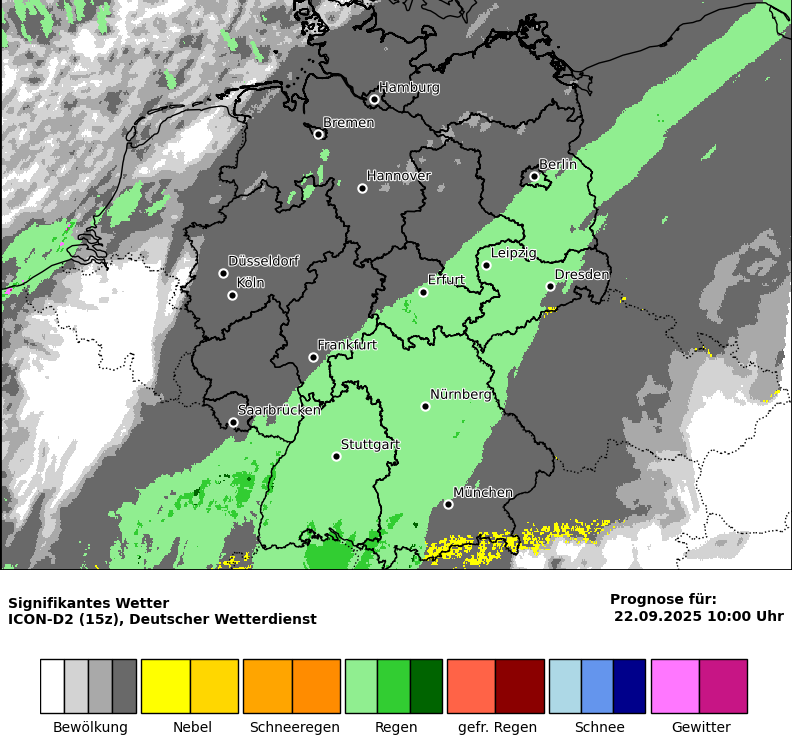 Hamburg
Bremen
Berlin
Hannover
Leipzig
Düsseldorf
Dresden
Köln
Erfurt
Frankfurt
Nürnberg
Saarbrücken
Stuttgart
München
Signifikantes Wetter
ICON-D2 (15z), Deutscher Wetterdienst
Prognose für:
22.09.2025 10:00 Uhr
Bewölkung Nebel Schneeregen Regen gefr. Regen Schnee Gewitter